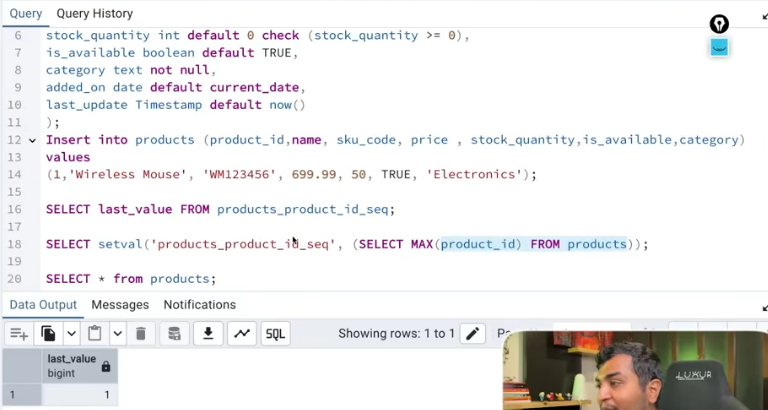 Query Query History
6 stock_quantity int default 0 check (stock_quantity >= 0),
7 is_available boolean default TRUE,
8 category text not null,
9 added_on date default current_date,
10 last_update Timestamp default now()
11 );
12 Insert into products (product_id,name, sku_code, price , stock_quantity,is_available,category)
13 values
14 (1,'Wireless Mouse', 'WM123456', 699.99, 50, TRUE, 'Electronics');
15
16 SELECT last_value FROM products_product_id_seq;
17
18 SELECT setval('products_product_id_seq', (SELECT MAX(product_id) FROM products));
19
20 SELECT * from products;
Data Output Messages Notifications
SQL Showing rows: 1 to 1
last_value
bigint
1 1
LUXUR